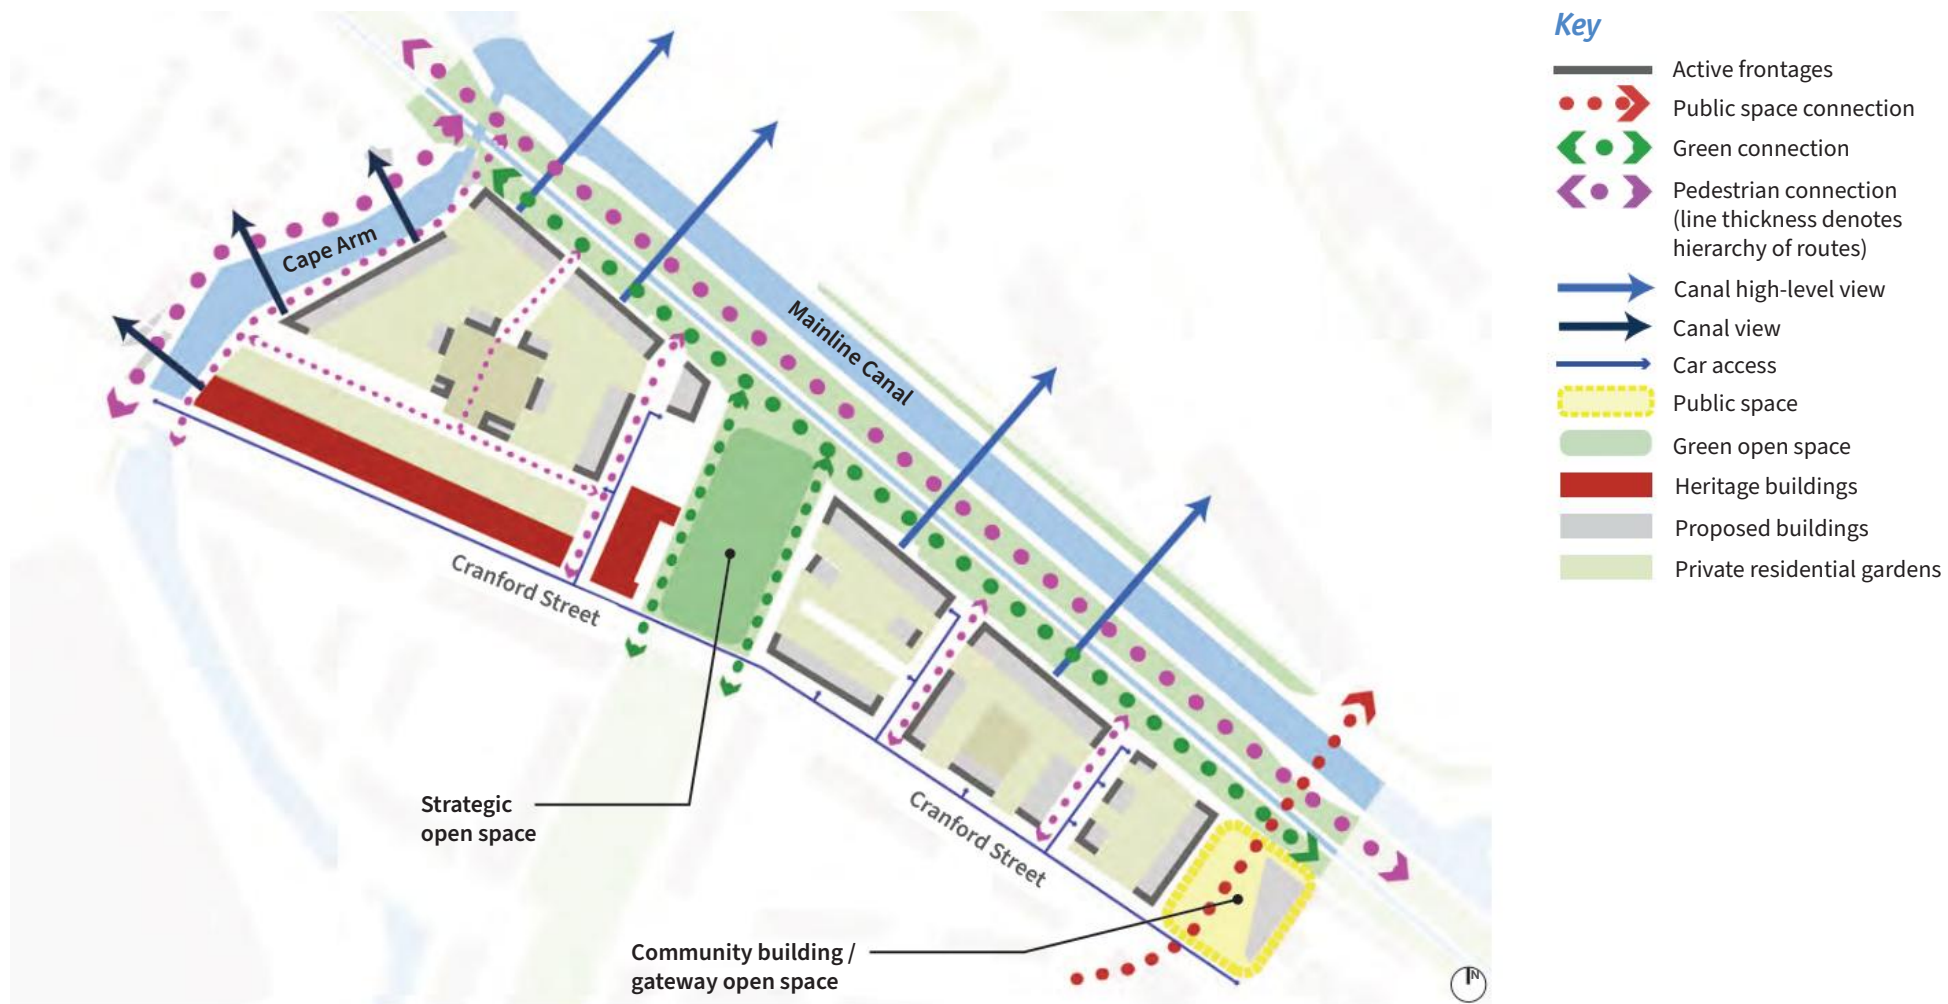 Key
Active frontages
Public space connection
Green connection
Pedestrian connection
(line thickness denotes
hierarchy of routes)
Canal high-level view
Canal view
Car access
Public space
Green open space
Heritage buildings
Proposed buildings
Private residential gardens
Cape Arm
Mainline Canal
Cranford Street
Strategic
open space
Cranford Street
Community building /
gateway open space
N